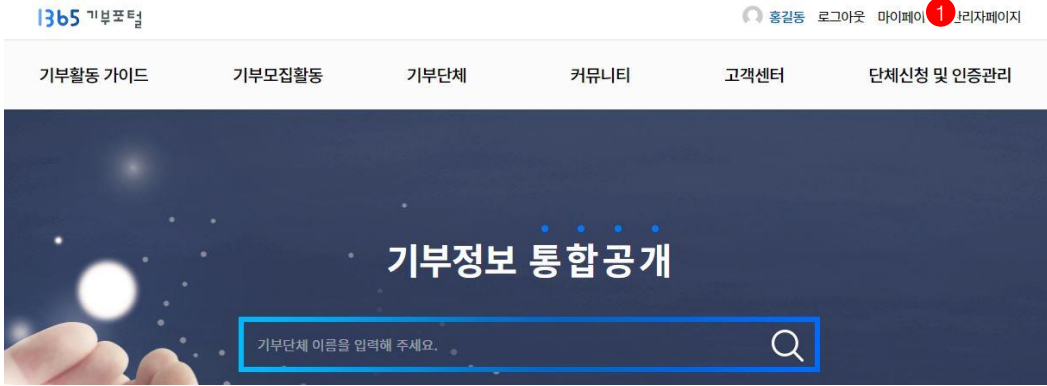 1365 기부포털
홍길동 로그아웃 마이페이 1 관리자페이지
기부활동 가이드 기부모집활동 기부단체 커뮤니티 고객센터 단체신청 및 인증관리
기부정보 통합공개
기부단체 이름을 입력해 주세요.